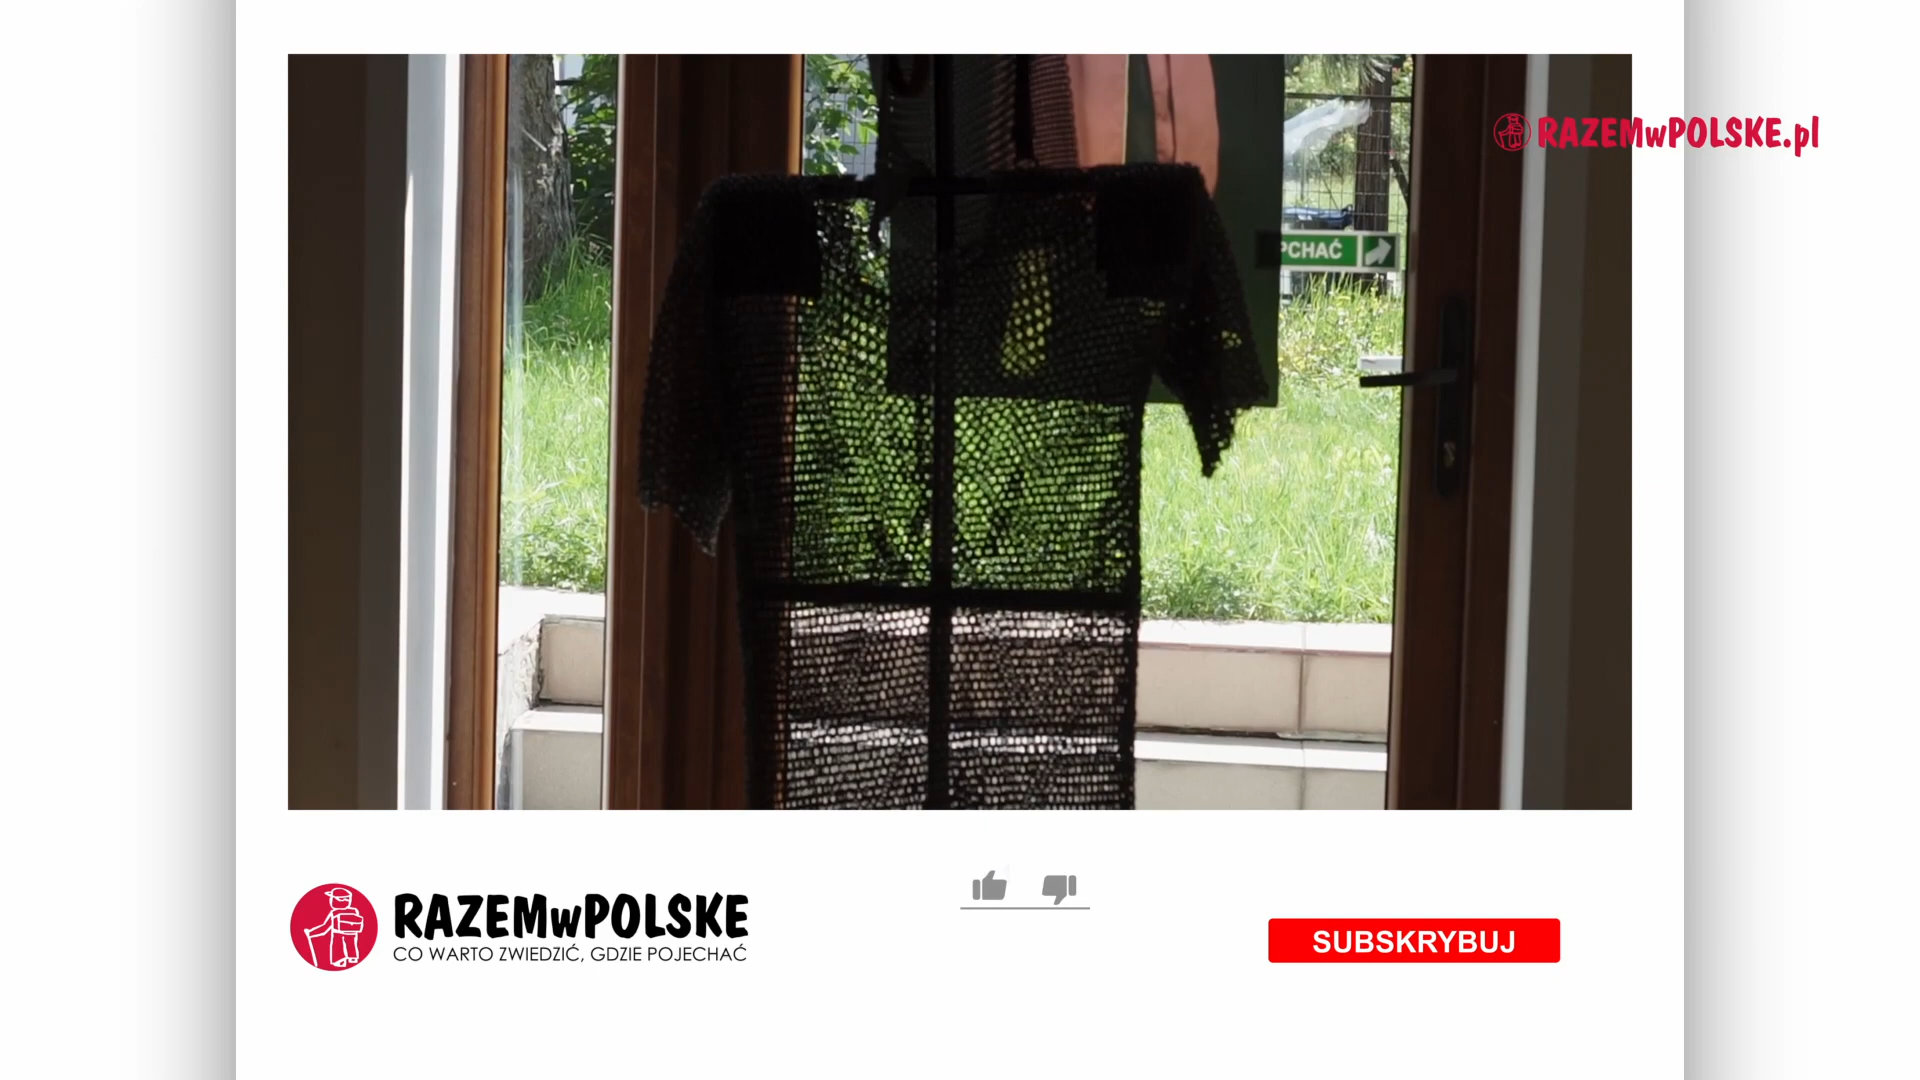 RAZEMwPOLSKE.pl
PCHAĆ
RAZEMwPOLSKE
CO WARTO ZWIEDZIĆ, GDZIE POJECHAĆ
SUBSKRYBUJ